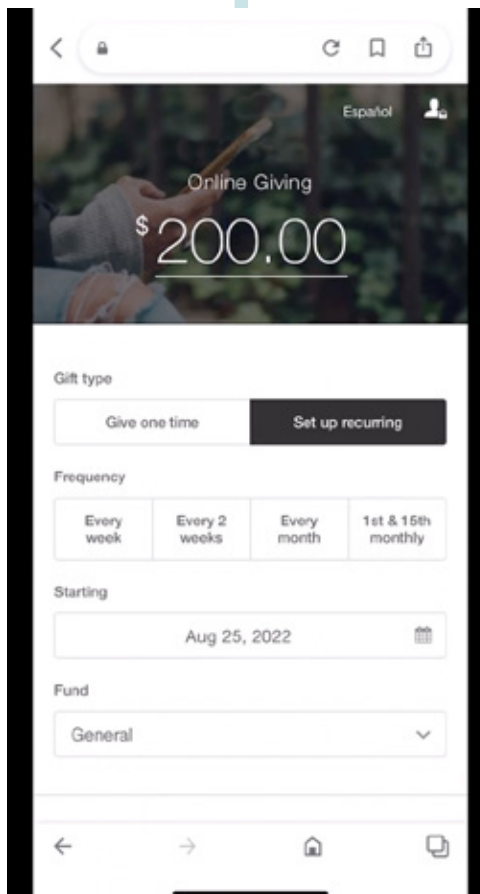 Español
Online Giving
$200.00
Gift type
Give one time Set up recurring
Frequency
Every week Every 2 weeks Every month 1st & 15th monthly
Starting
Aug 25, 2022
Fund
General